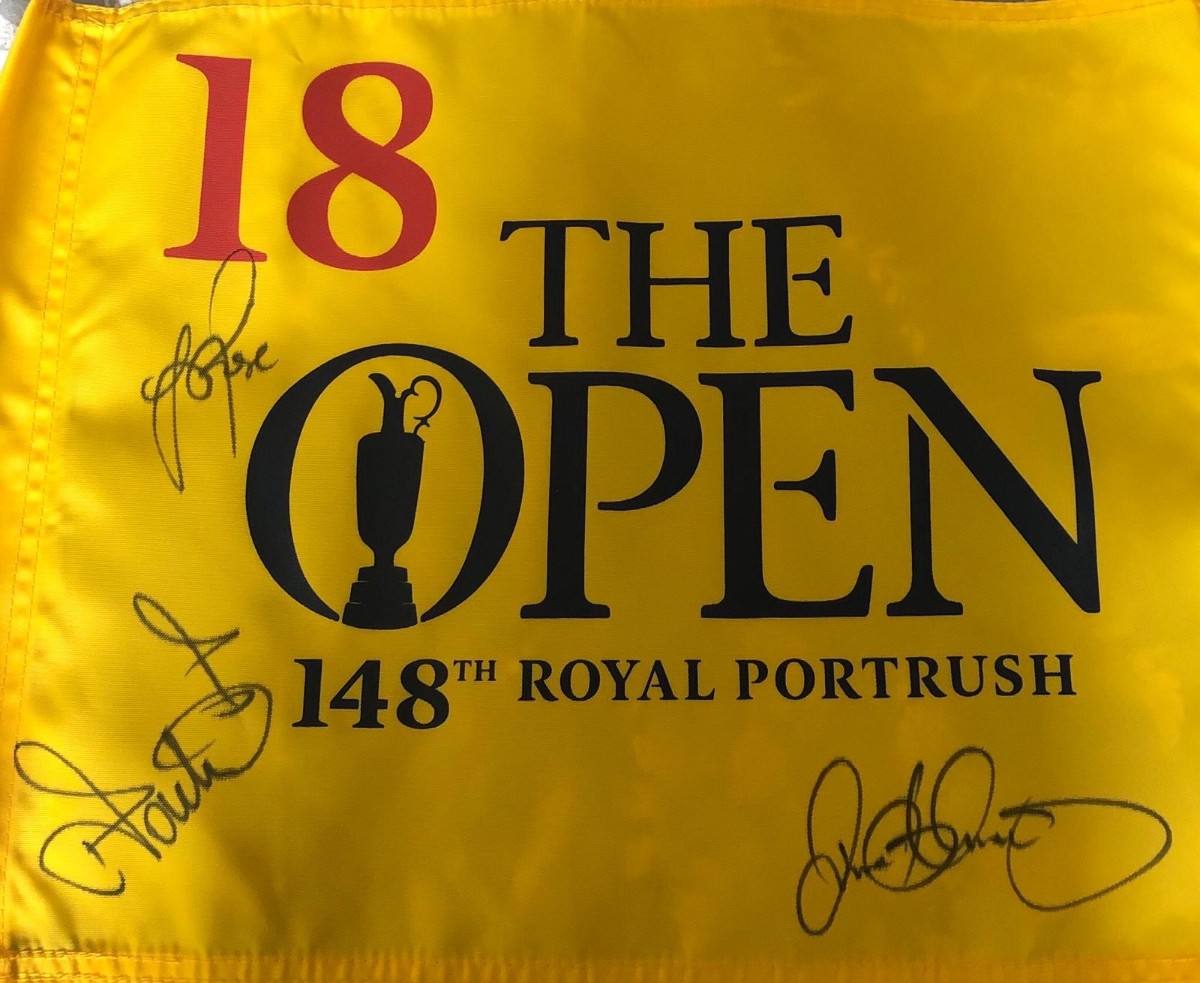 18
THE
OPEN
148TH ROYAL PORTRUSH